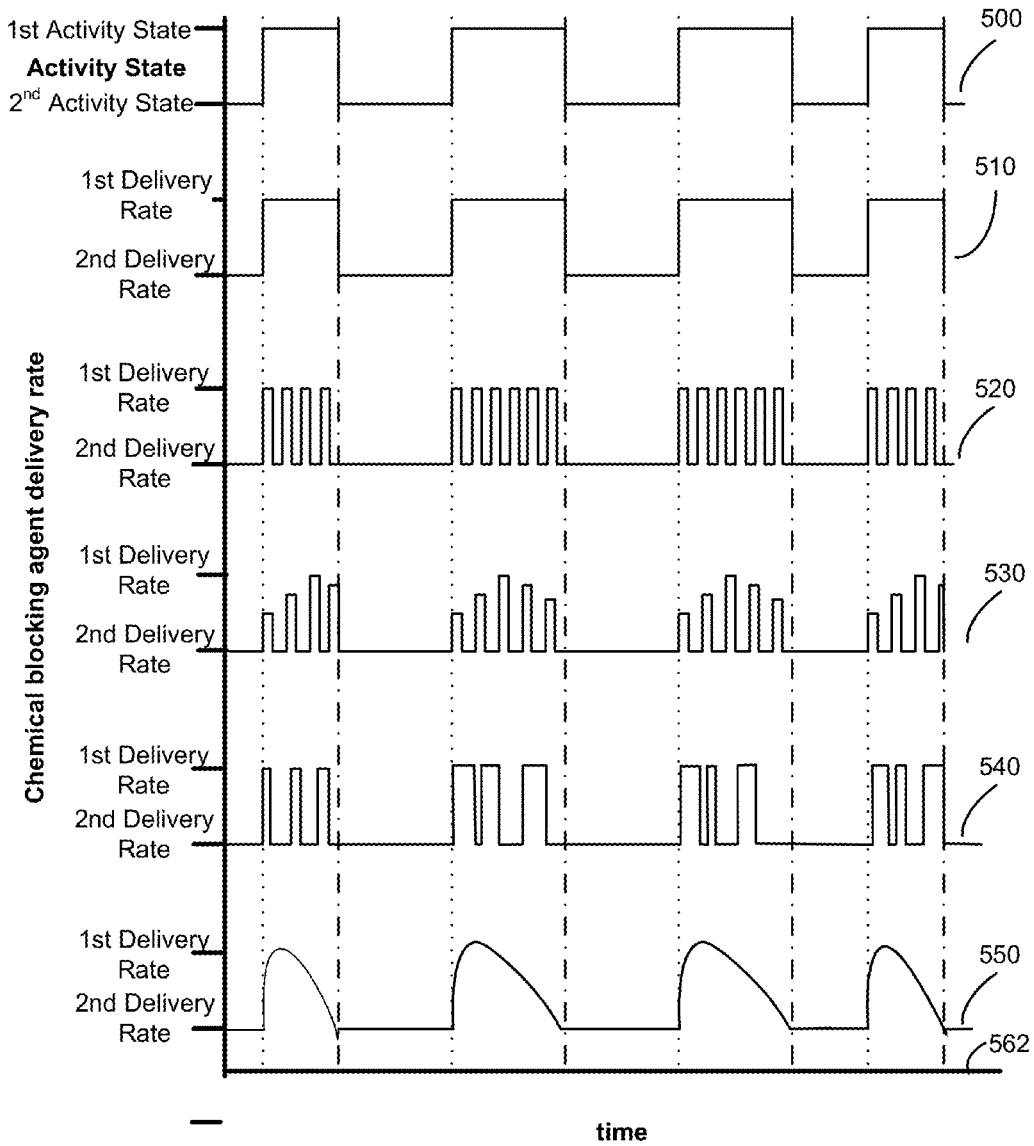 1st Activity State
500
Activity State
2nd Activity State
1st Delivery
Rate
510
2nd Delivery
Rate
Chemical blocking agent delivery rate
1st Delivery
Rate
520
2nd Delivery
Rate
1st Delivery
Rate
530
2nd Delivery
Rate
1st Delivery
Rate
540
2nd Delivery
Rate
1st Delivery
Rate
550
2nd Delivery
Rate
562
time